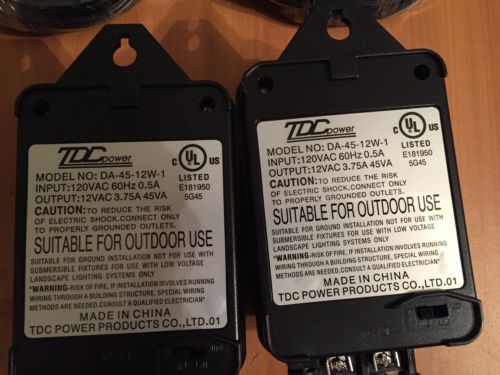 TDC power
MODEL NO: DA-45-12W-1
INPUT:120VAC 60Hz 0.5A
OUTPUT:12VAC 3.75A 45VA
CAUTION: TO REDUCE THE RISK
OF ELECTRIC SHOCK.CONNECT ONLY
TO PROPERLY GROUNDED OUTLETS.
C UL US
LISTED
E181950
5G45
SUITABLE FOR OUTDOOR USE
SUITABLE FOR GROUND INSTALLATION NOT FOR USE WITH
SUBMERSIBLE FIXTURES FOR USE WITH LOW VOLTAGE
LANDSCAPE LIGHTING SYSTEMS ONLY
"WARNING-RISK OF FIRE, IF INSTALLATION INVOLVES RUNNING
WIRING THROUGH A BUILDING STRUCTURE, SPECIAL WIRING
METHODS ARE NEEDED,CONSULT A QUALIFIED ELECTRICIAN"
MADE IN CHINA
TDC POWER PRODUCTS CO.,LTD.01
TDC power
MODEL NO: DA-45-12W-1
INPUT:120VAC 60Hz 0.5A
OUTPUT:12VAC 3.75A 45VA
CAUTION: TO REDUCE THE RISK
OF ELECTRIC SHOCK.CONNECT ONLY
TO PROPERLY GROUNDED OUTLETS.
C UL US
LISTED
E181950
5G45
SUITABLE FOR OUTDOOR USE
SUITABLE FOR GROUND INSTALLATION NOT FOR USE WITH
SUBMERSIBLE FIXTURES FOR USE WITH LOW VOLTAGE
LANDSCAPE LIGHTING SYSTEMS ONLY
"WARNING-RISK OF FIRE, IF INSTALLATION INVOLVES RUNNING
WIRING THROUGH A BUILDING STRUCTURE, SPECIAL WIRING
METHODS ARE NEEDED,CONSULT A QUALIFIED ELECTRICIAN"
MADE IN CHINA
TDC POWER PRODUCTS CO.,LTD.01